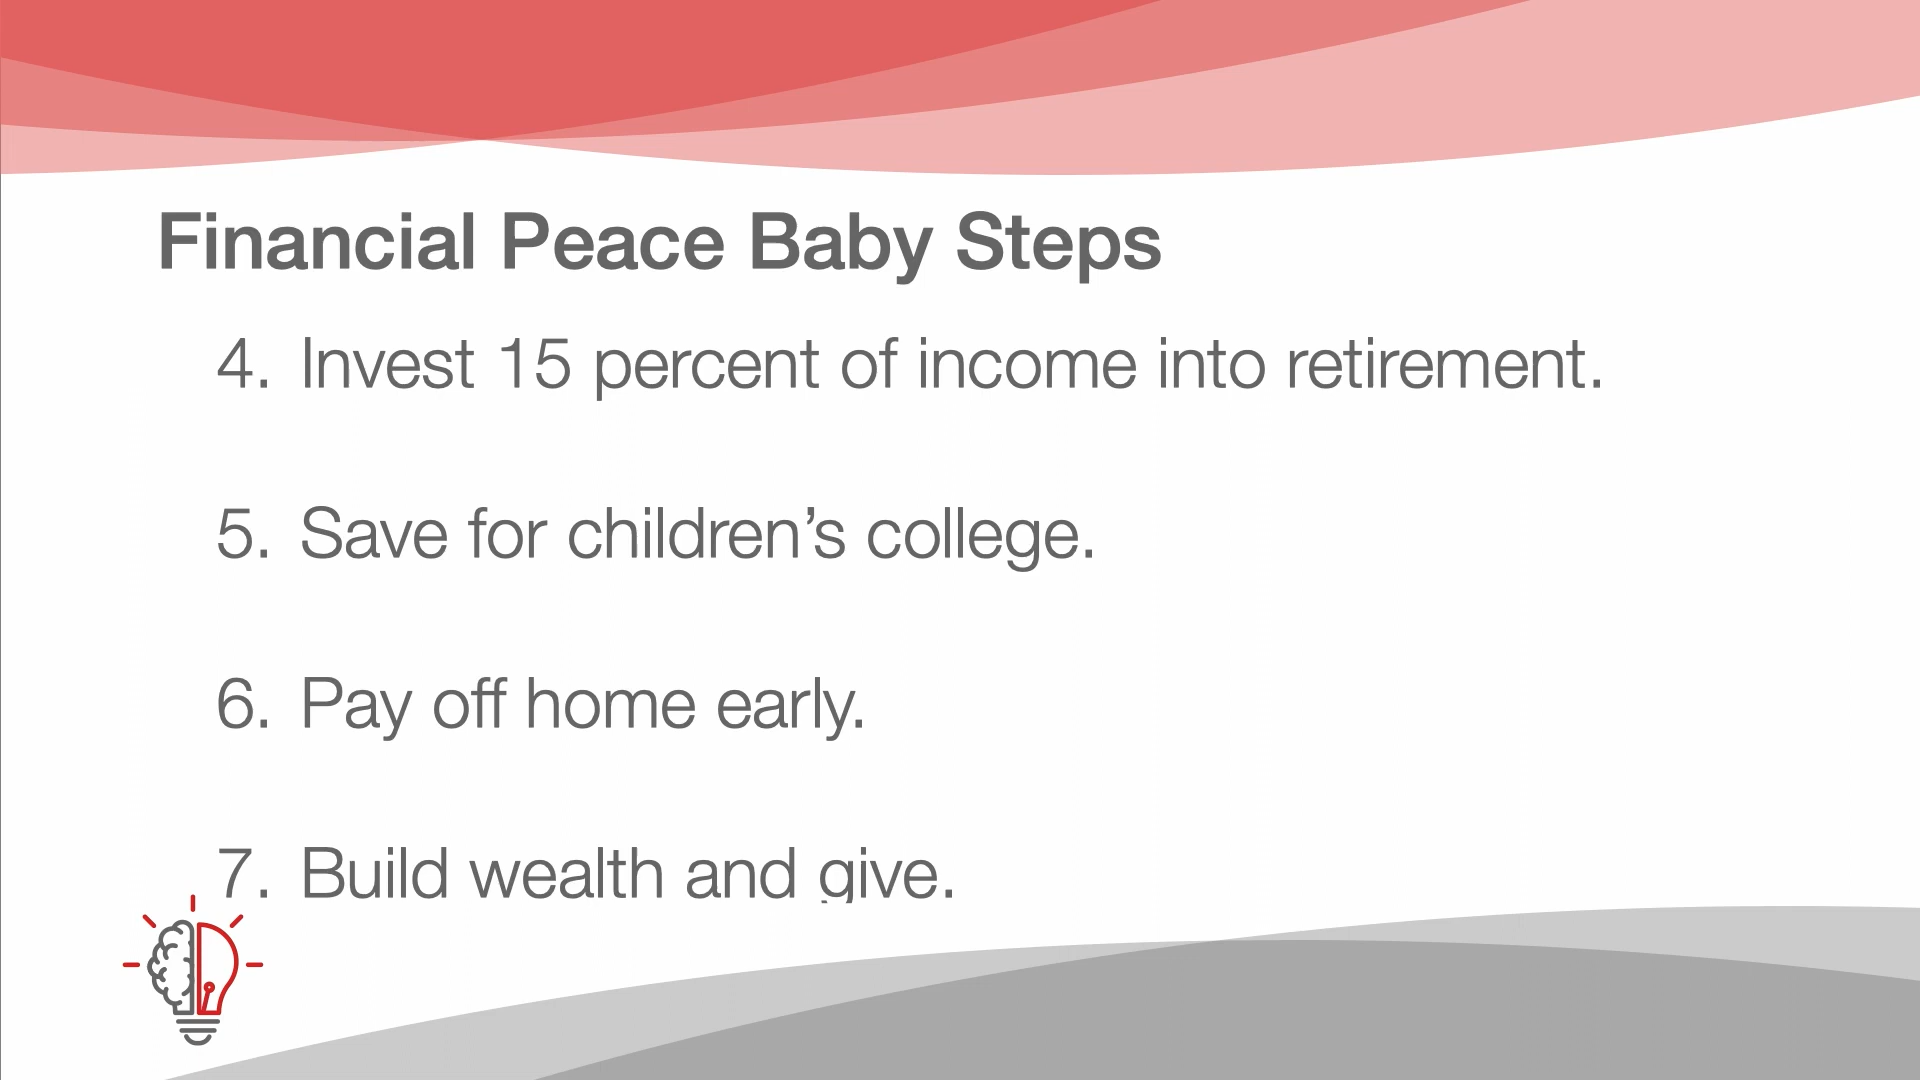 Financial Peace Baby Steps
4. Invest 15 percent of income into retirement.
5. Save for children’s college.
6. Pay off home early.
7. Build wealth and give.